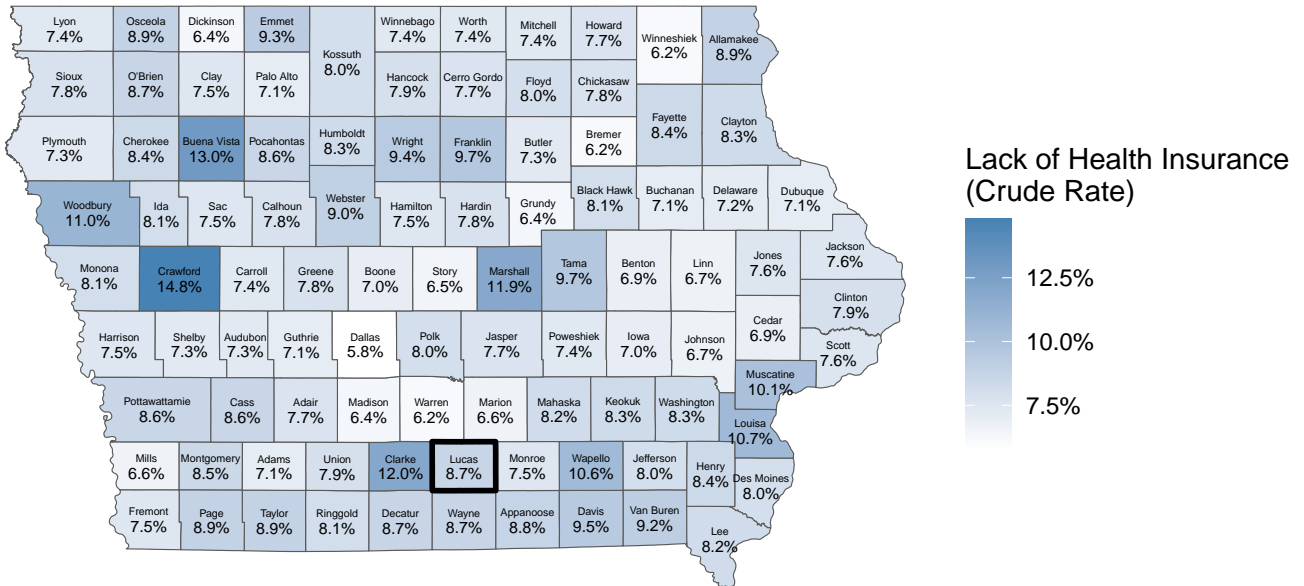 Lyon
7.4%
Osceola
8.9%
Dickinson
6.4%
Emmet
9.3%
Winnebago
7.4%
Worth
7.4%
Mitchell
7.4%
Howard
7.7%
Winneshiek
6.2%
Allamakee
8.9%
Kossuth
8.0%
Sioux
7.8%
O'Brien
8.7%
Clay
7.5%
Palo Alto
7.1%
Hancock
7.9%
Cerro Gordo
7.7%
Floyd
8.0%
Chickasaw
7.8%
Fayette
8.4%
Clayton
8.3%
Plymouth
7.3%
Cherokee
8.4%
Buena Vista
13.0%
Pocahontas
8.6%
Humboldt
8.3%
Wright
9.4%
Franklin
9.7%
Butler
7.3%
Bremer
6.2%
Woodbury
11.0%
Ida
8.1%
Sac
7.5%
Calhoun
7.8%
Webster
9.0%
Hamilton
7.5%
Hardin
7.8%
Grundy
6.4%
Black Hawk
8.1%
Buchanan
7.1%
Delaware
7.2%
Dubuque
7.1%
Monona
8.1%
Crawford
14.8%
Carroll
7.4%
Greene
7.8%
Boone
7.0%
Story
6.5%
Marshall
11.9%
Tama
9.7%
Benton
6.9%
Linn
6.7%
Jones
7.6%
Jackson
7.6%
Clinton
7.9%
Harrison
7.5%
Shelby
7.3%
Audubon
7.3%
Guthrie
7.1%
Dallas
5.8%
Polk
8.0%
Jasper
7.7%
Poweshiek
7.4%
Iowa
7.0%
Johnson
6.7%
Cedar
6.9%
Scott
7.6%
Muscatine
10.1%
Pottawattamie
8.6%
Cass
8.6%
Adair
7.7%
Madison
6.4%
Warren
6.2%
Marion
6.6%
Mahaska
8.2%
Keokuk
8.3%
Washington
8.3%
Louisa
10.7%
Mills
6.6%
Montgomery
8.5%
Adams
7.1%
Union
7.9%
Clarke
12.0%
Lucas
8.7%
Monroe
7.5%
Wapello
10.6%
Jefferson
8.0%
Henry
8.4%
Des Moines
8.0%
Fremont
7.5%
Page
8.9%
Taylor
8.9%
Ringgold
8.1%
Decatur
8.7%
Wayne
8.7%
Appanoose
8.8%
Davis
9.5%
Van Buren
9.2%
Lee
8.2%
Lack of Health Insurance
(Crude Rate)
12.5%
10.0%
7.5%